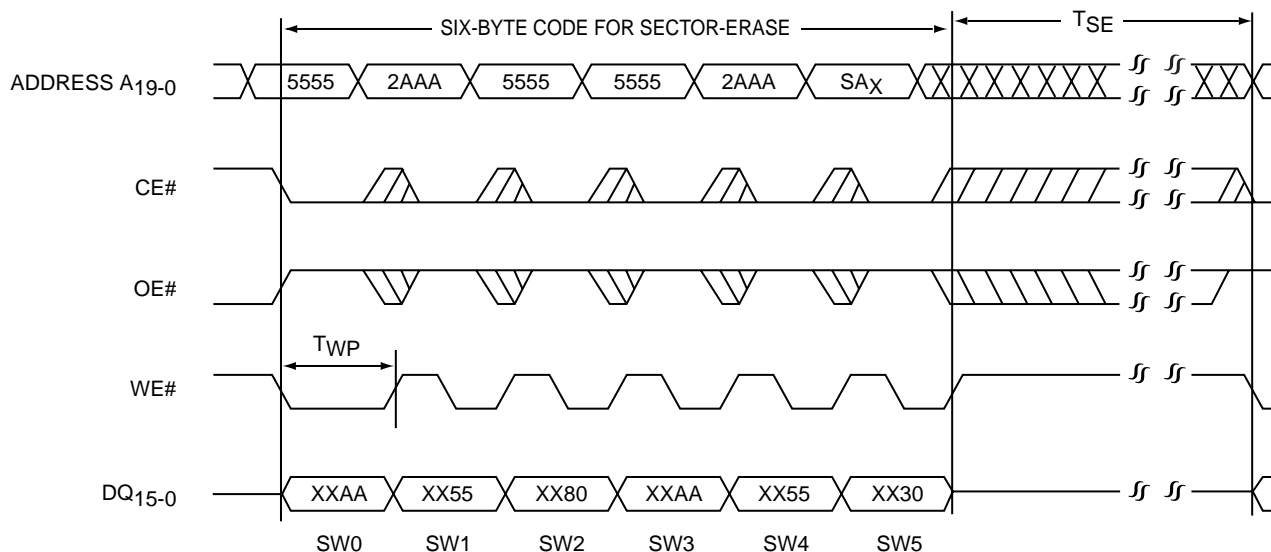 SIX-BYTE CODE FOR SECTOR-ERASE TSE
ADDRESS A19-0 5555 2AAA 5555 5555 2AAA SAX
CE#
OE#
TWP
WE#
DQ15-0 XXAA XX55 XX80 XXAA XX55 XX30
SW0 SW1 SW2 SW3 SW4 SW5